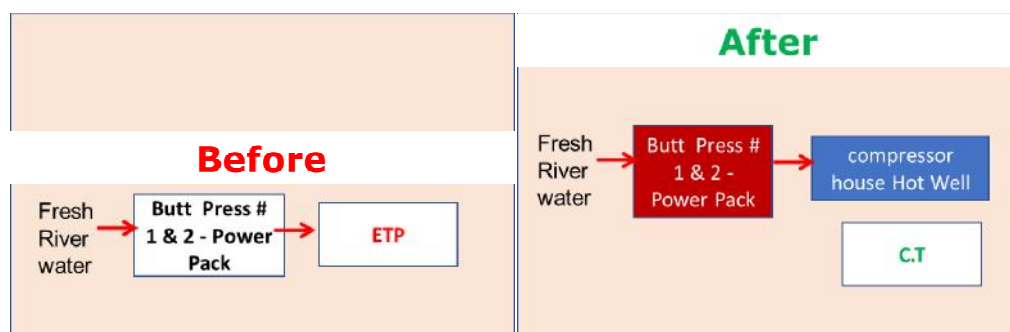 Before
Fresh
River
water
Butt Press #
1 & 2 - Power
Pack
ETP
After
Fresh
River
water
Butt Press #
1 & 2 -
Power Pack
compressor
house Hot Well
C.T